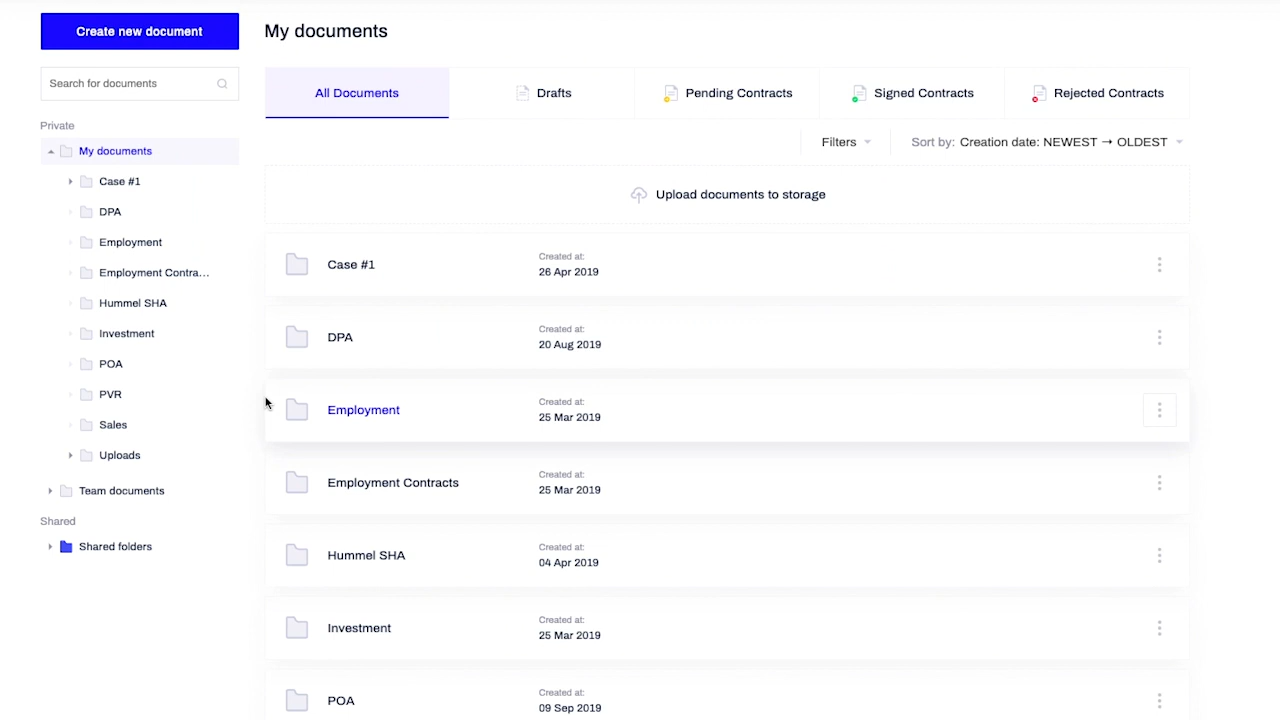 Create new document
Search for documents
Private
My documents
Case #1
DPA
Employment
Employment Contra...
Hummel SHA
Investment
POA
PVR
Sales
Uploads
Team documents
Shared
Shared folders
My documents
All Documents
Drafts
Pending Contracts
Signed Contracts
Rejected Contracts
Filters
Sort by: Creation date: NEWEST → OLDEST
Upload documents to storage
Case #1
Created at:
26 Apr 2019
DPA
Created at:
20 Aug 2019
Employment
Created at:
25 Mar 2019
Employment Contracts
Created at:
25 Mar 2019
Hummel SHA
Created at:
04 Apr 2019
Investment
Created at:
25 Mar 2019
POA
Created at:
09 Sep 2019